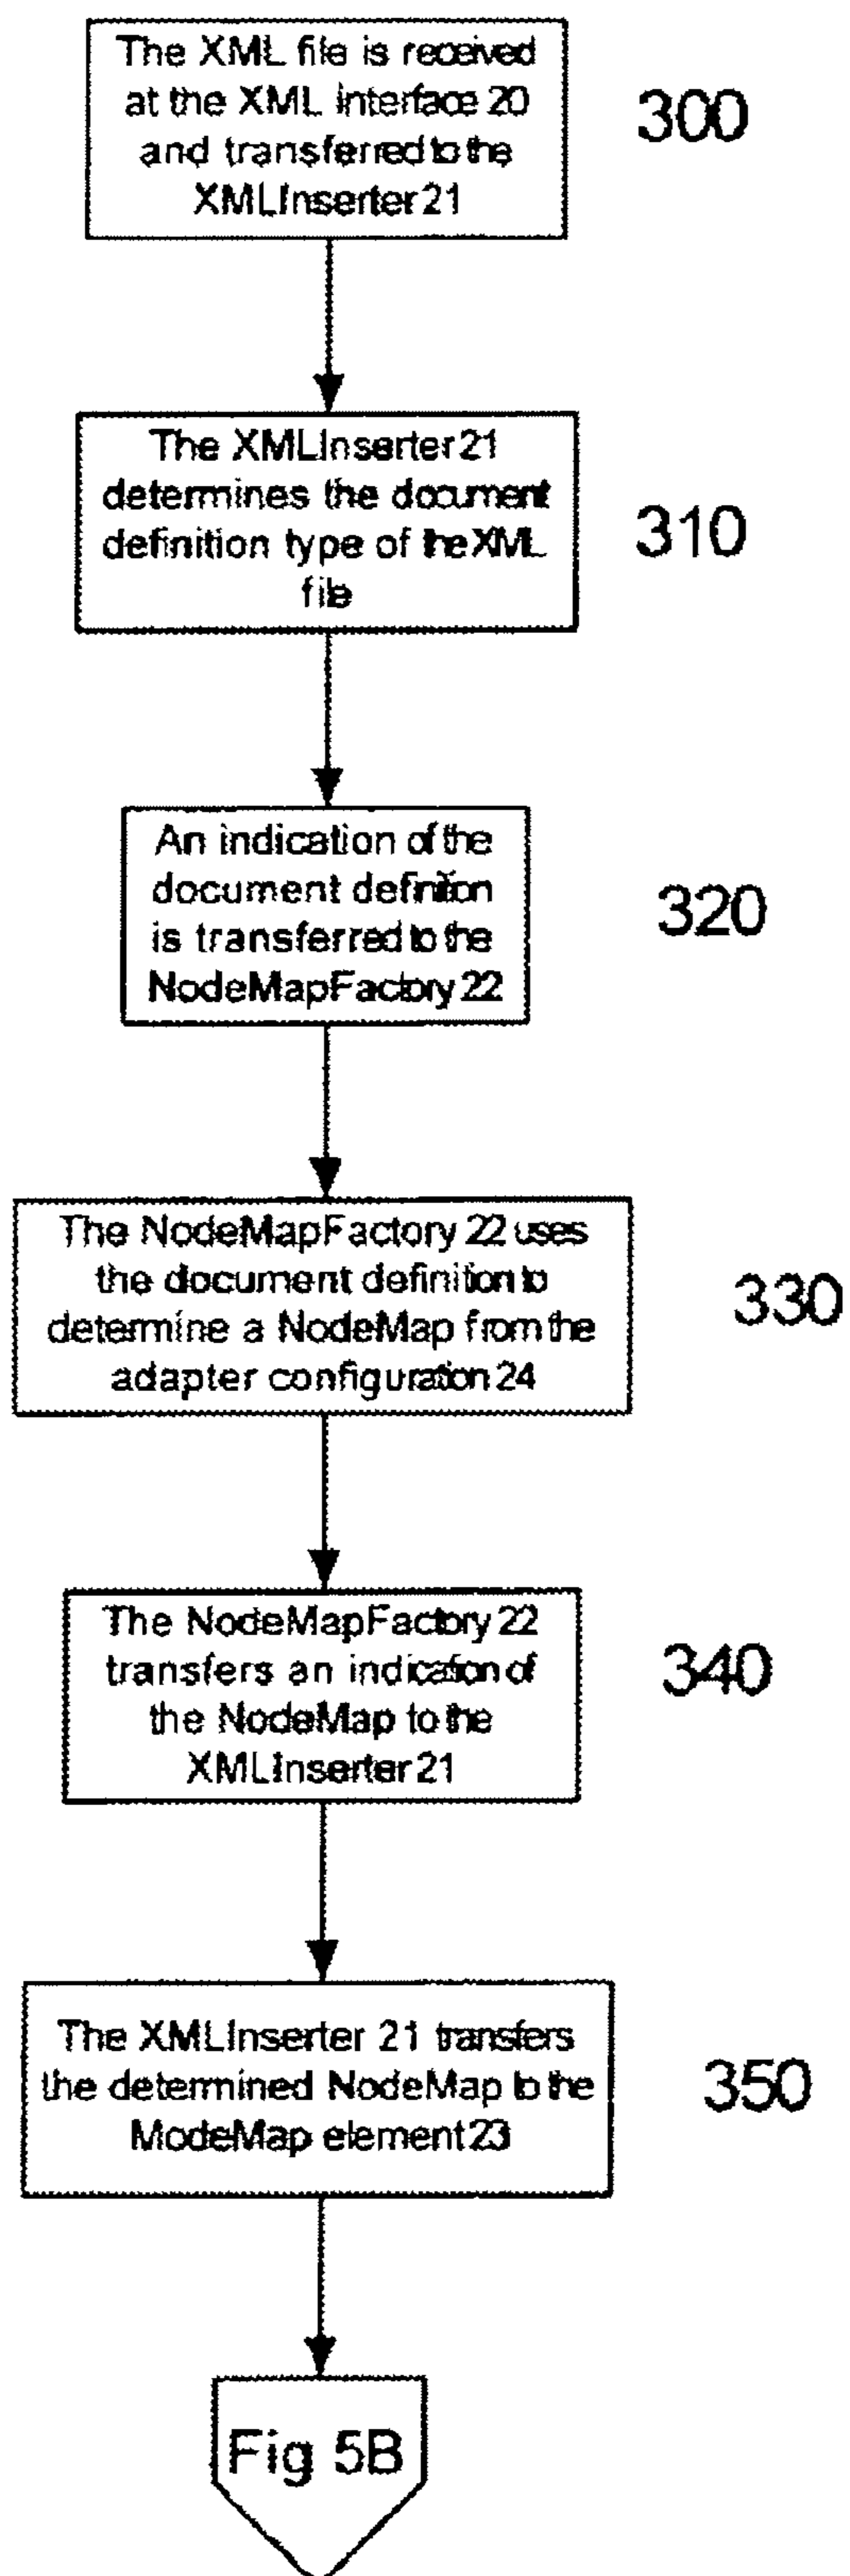 The XML file is received
at the XML interface 20
and transferred to the
XMLInserter 21
300
The XMLInserter 21
determines the document
definition type of the XML
file
310
An indication of the
document definition
is transferred to the
NodeMapFactory 22
320
The NodeMapFactory 22 uses
the document definition to
determine a NodeMap from the
adapter configuration 24
330
The NodeMapFactory 22
transfers an indication of
the NodeMap to the
XMLInserter 21
340
The XMLInserter 21 transfers
the determined NodeMap to the
ModeMap element 23
350
Fig 5B